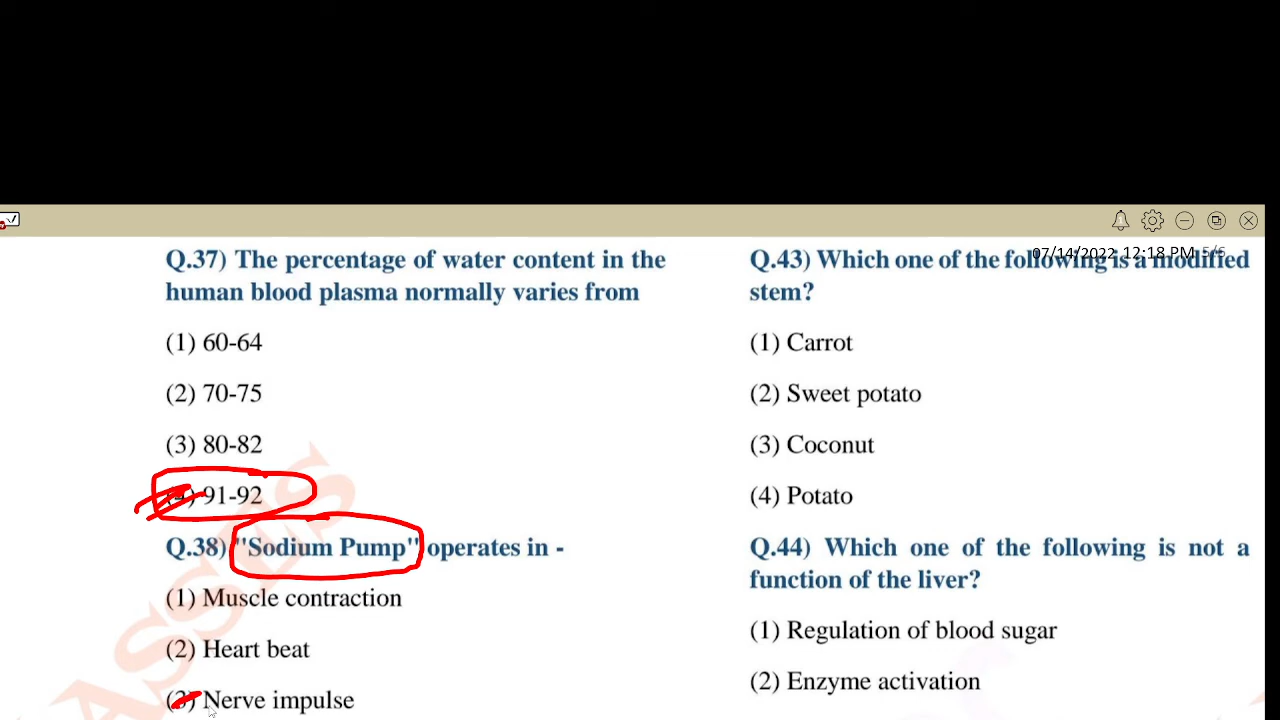 07/14/2022 12:18 PM 5/5
Q.37) The percentage of water content in the
human blood plasma normally varies from
(1) 60-64
(2) 70-75
(3) 80-82
(4) 91-92
Q.38) "Sodium Pump" operates in -
(1) Muscle contraction
(2) Heart beat
(3) Nerve impulse
Q.43) Which one of the following is a modified
stem?
(1) Carrot
(2) Sweet potato
(3) Coconut
(4) Potato
Q.44) Which one of the following is not a
function of the liver?
(1) Regulation of blood sugar
(2) Enzyme activation